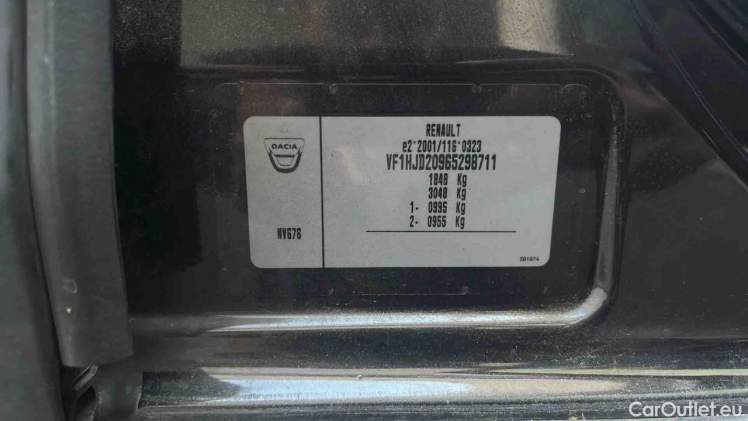 DACIA
RENAULT
e2*2001/116*0323
VF1HJD20965298711
1848 Kg
3048 Kg
1- 0995 Kg
2- 0955 Kg
NV676
CarOutlet.eu